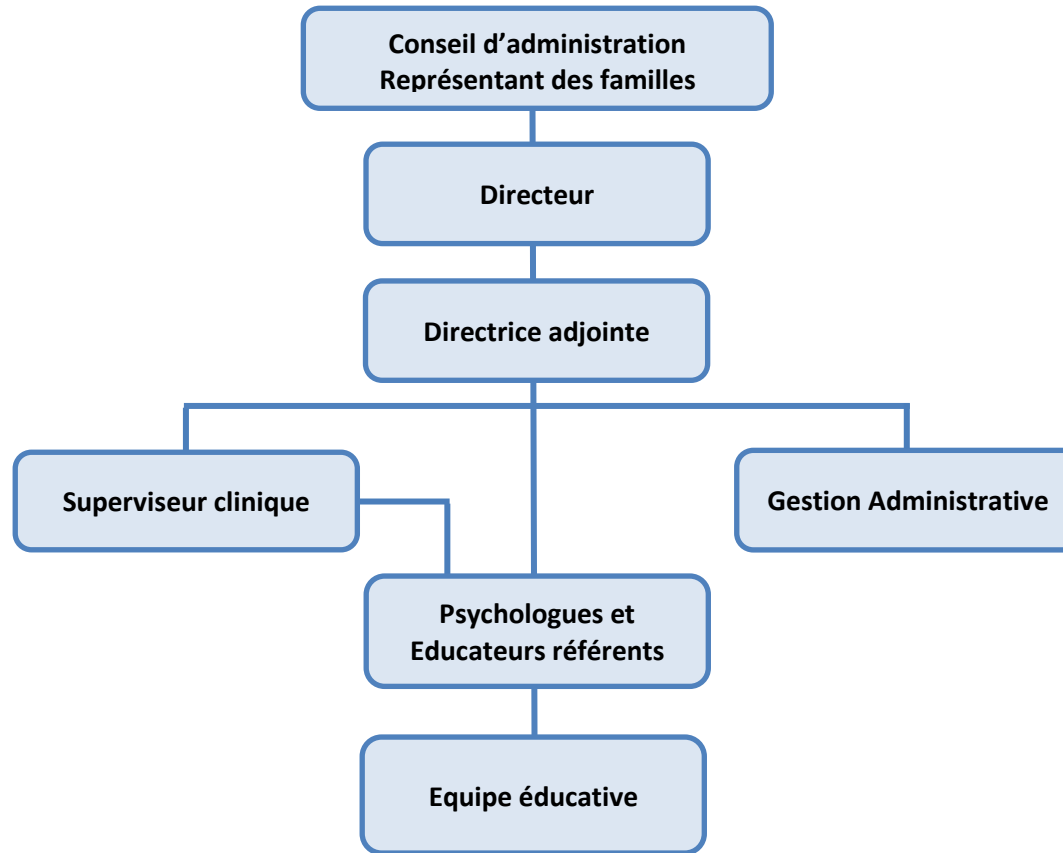 Conseil d’administration
Représentant des familles
Directeur
Directrice adjointe
Superviseur clinique
Gestion Administrative
Psychologues et
Educateurs référents
Equipe éducative